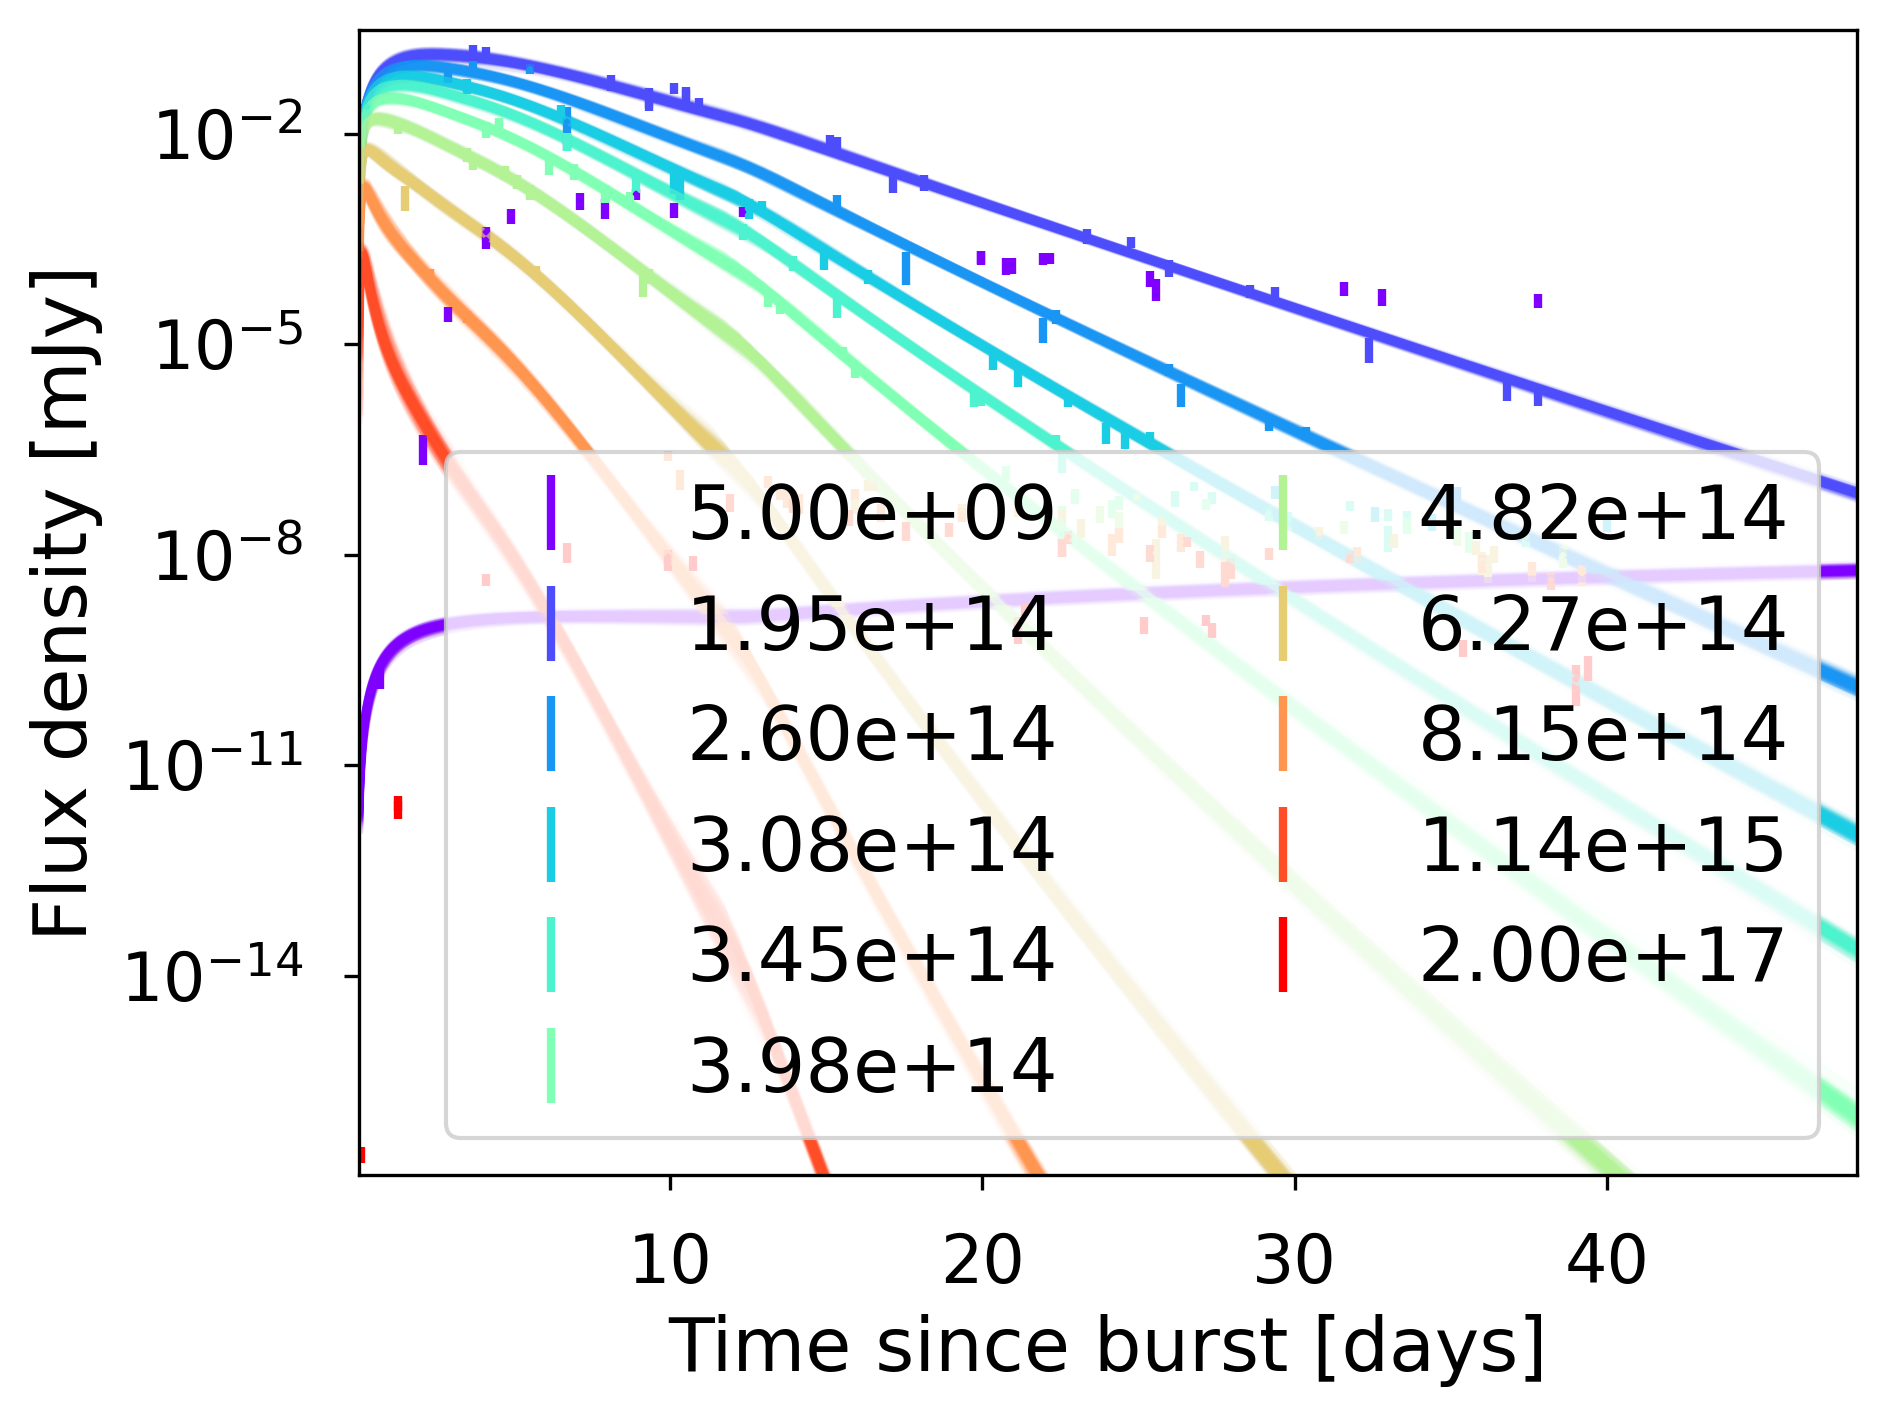 Flux density [mJy]
10⁻²
10⁻⁵
10⁻⁸
10⁻¹¹
10⁻¹⁴
5.00e+09
1.95e+14
2.60e+14
3.08e+14
3.45e+14
3.98e+14
4.82e+14
6.27e+14
8.15e+14
1.14e+15
2.00e+17
10 20 30 40
Time since burst [days]